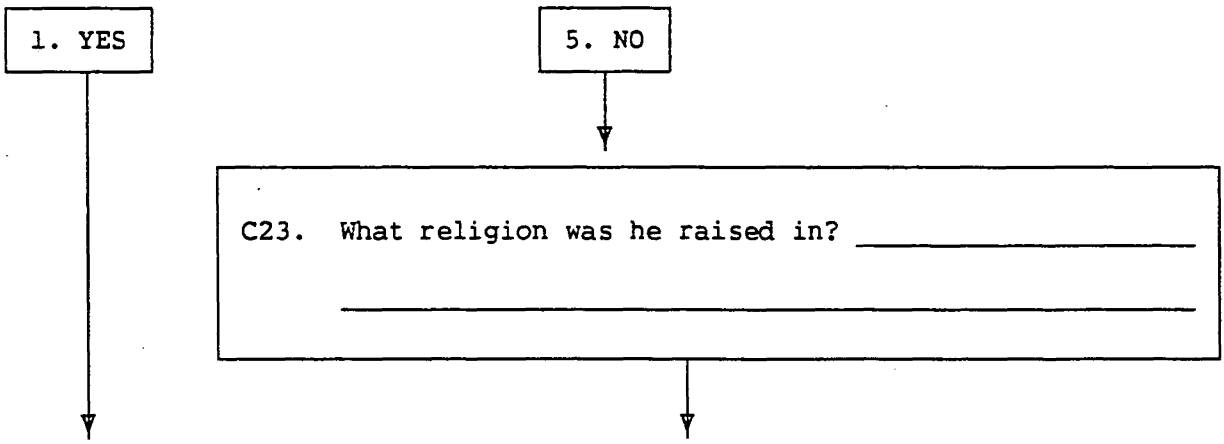 1. YES 5. NO
C23. What religion was he raised in?